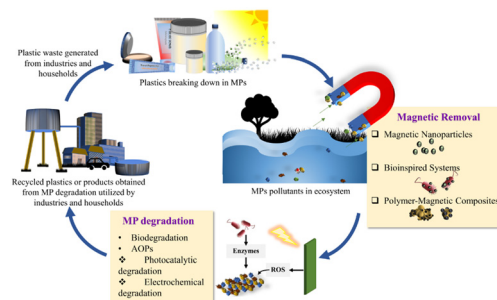 Plastic waste generated
from industries and
households
Plastics breaking down in MPs
Magnetic Removal
❑ Magnetic Nanoparticles
❑ Bioinspired Systems
❑ Polymer-Magnetic Composites
MPs pollutants in ecosystem
Recycled plastics or products obtained
from MP degradation utilized by
industries and households
MP degradation
• Biodegradation
• AOPs
❖ Photocatalytic
degradation
❖ Electrochemical
degradation
Enzymes
ROS